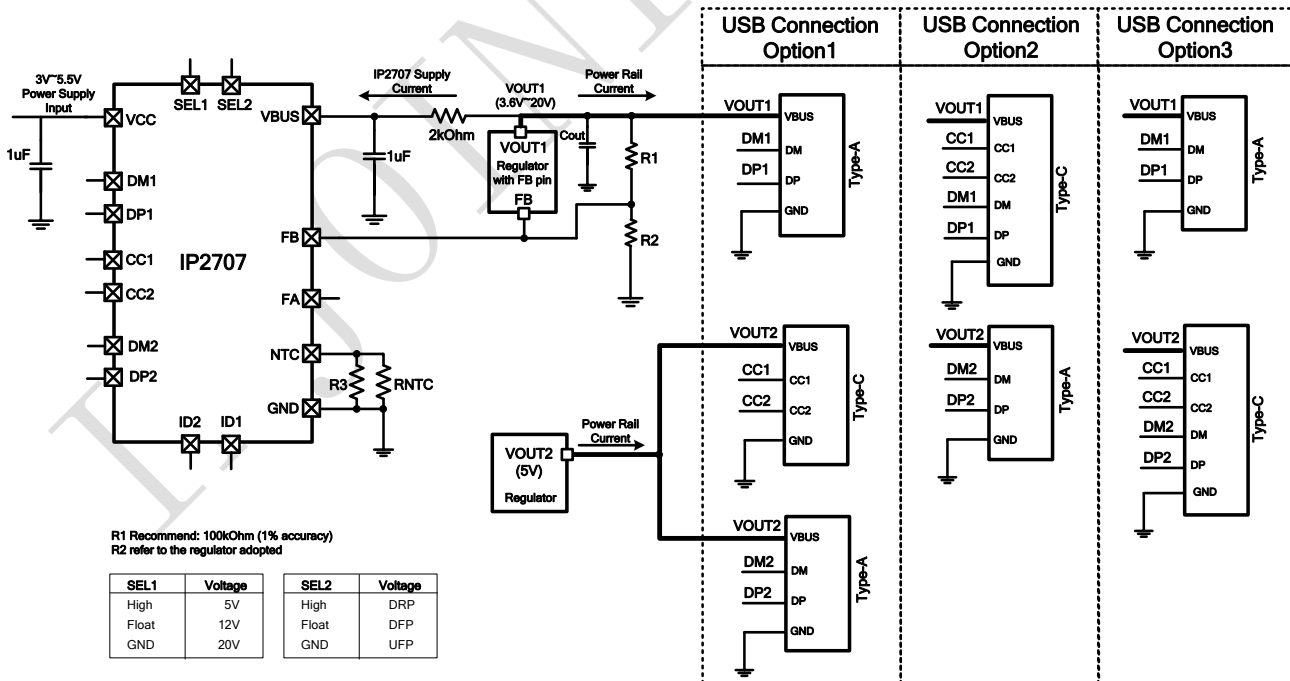 USB Connection
Option1
USB Connection
Option2
USB Connection
Option3
3V~5.5V
Power Supply
Input
1uF
VCC
SEL1
SEL2
VBUS
DM1
DP1
FB
CC1
IP2707
CC2
FA
DM2
NTC
DP2
GND
ID2
ID1
R3
RNTC
IP2707 Supply
Current
2kOhm
1uF
VOUT1
(3.6V~20V)
Power Rail
Current
VOUT1
Regulator
with FB pin
FB
Cout
R1
R2
VOUT1
VBUS
DM1
DM
DP1
DP
GND
Type-A
VOUT1
VBUS
CC1
CC1
CC2
CC2
DM1
DM
DP1
DP
GND
Type-C
VOUT1
VBUS
DM1
DM
DP1
DP
GND
Type-A
VOUT2
(5V)
Regulator
Power Rail
Current
VOUT2
VBUS
CC1
CC1
CC2
CC2
GND
Type-C
VOUT2
VBUS
DM2
DM
DP2
DP
GND
Type-A
VOUT2
VBUS
CC1
CC1
CC2
CC2
DM2
DM
DP2
DP
GND
Type-C
VOUT2
VBUS
DM2
DM
DP2
DP
GND
Type-A
R1 Recommend: 100kOhm (1% accuracy)
R2 refer to the regulator adopted
SEL1 Voltage
High 5V
Float 12V
GND 20V
SEL2 Voltage
High DRP
Float DFP
GND UFP